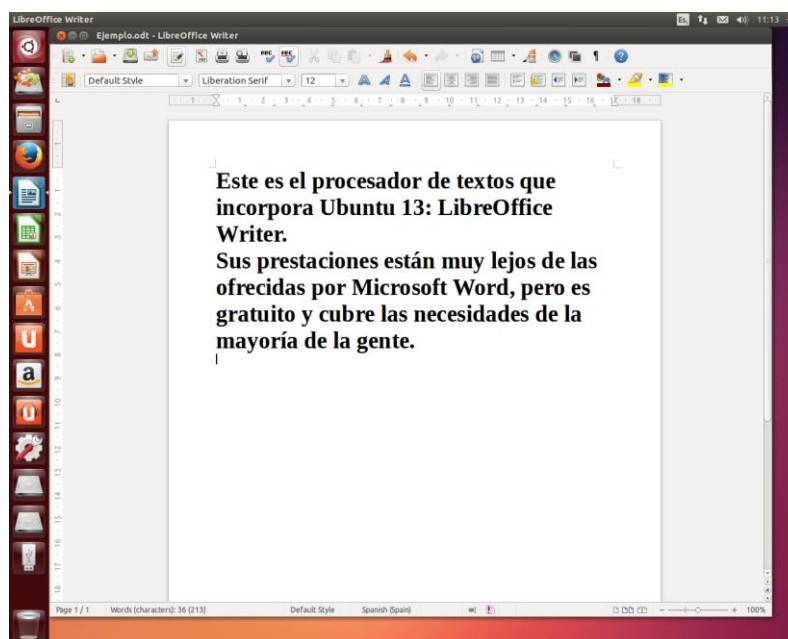 LibreOffice Writer
Es
11:13
Ejemplo.odt - LibreOffice Writer
Default Style
Liberation Serif
12
Este es el procesador de textos que
incorpora Ubuntu 13: LibreOffice
Writer.
Sus prestaciones están muy lejos de las
ofrecidas por Microsoft Word, pero es
gratuito y cubre las necesidades de la
mayoría de la gente.
Page 1 / 1 Words (characters): 36 (213) Default Style Spanish (Spain) 100%